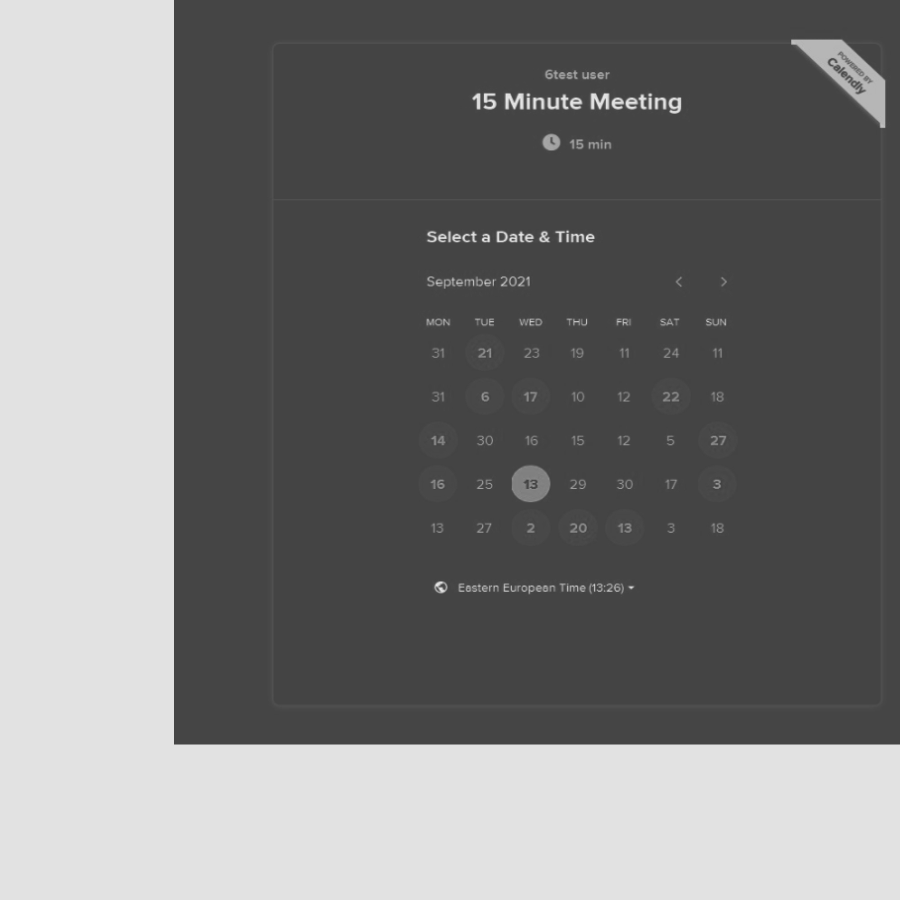 POWERED BY
Calendly
6test user
15 Minute Meeting
15 min
Select a Date & Time
September 2021
MON TUE WED THU FRI SAT SUN
31 21 23 19 11 24 11
31 6 17 10 12 22 18
14 30 16 15 12 5 27
16 25 13 29 30 17 3
13 27 2 20 13 3 18
Eastern European Time (13:26)